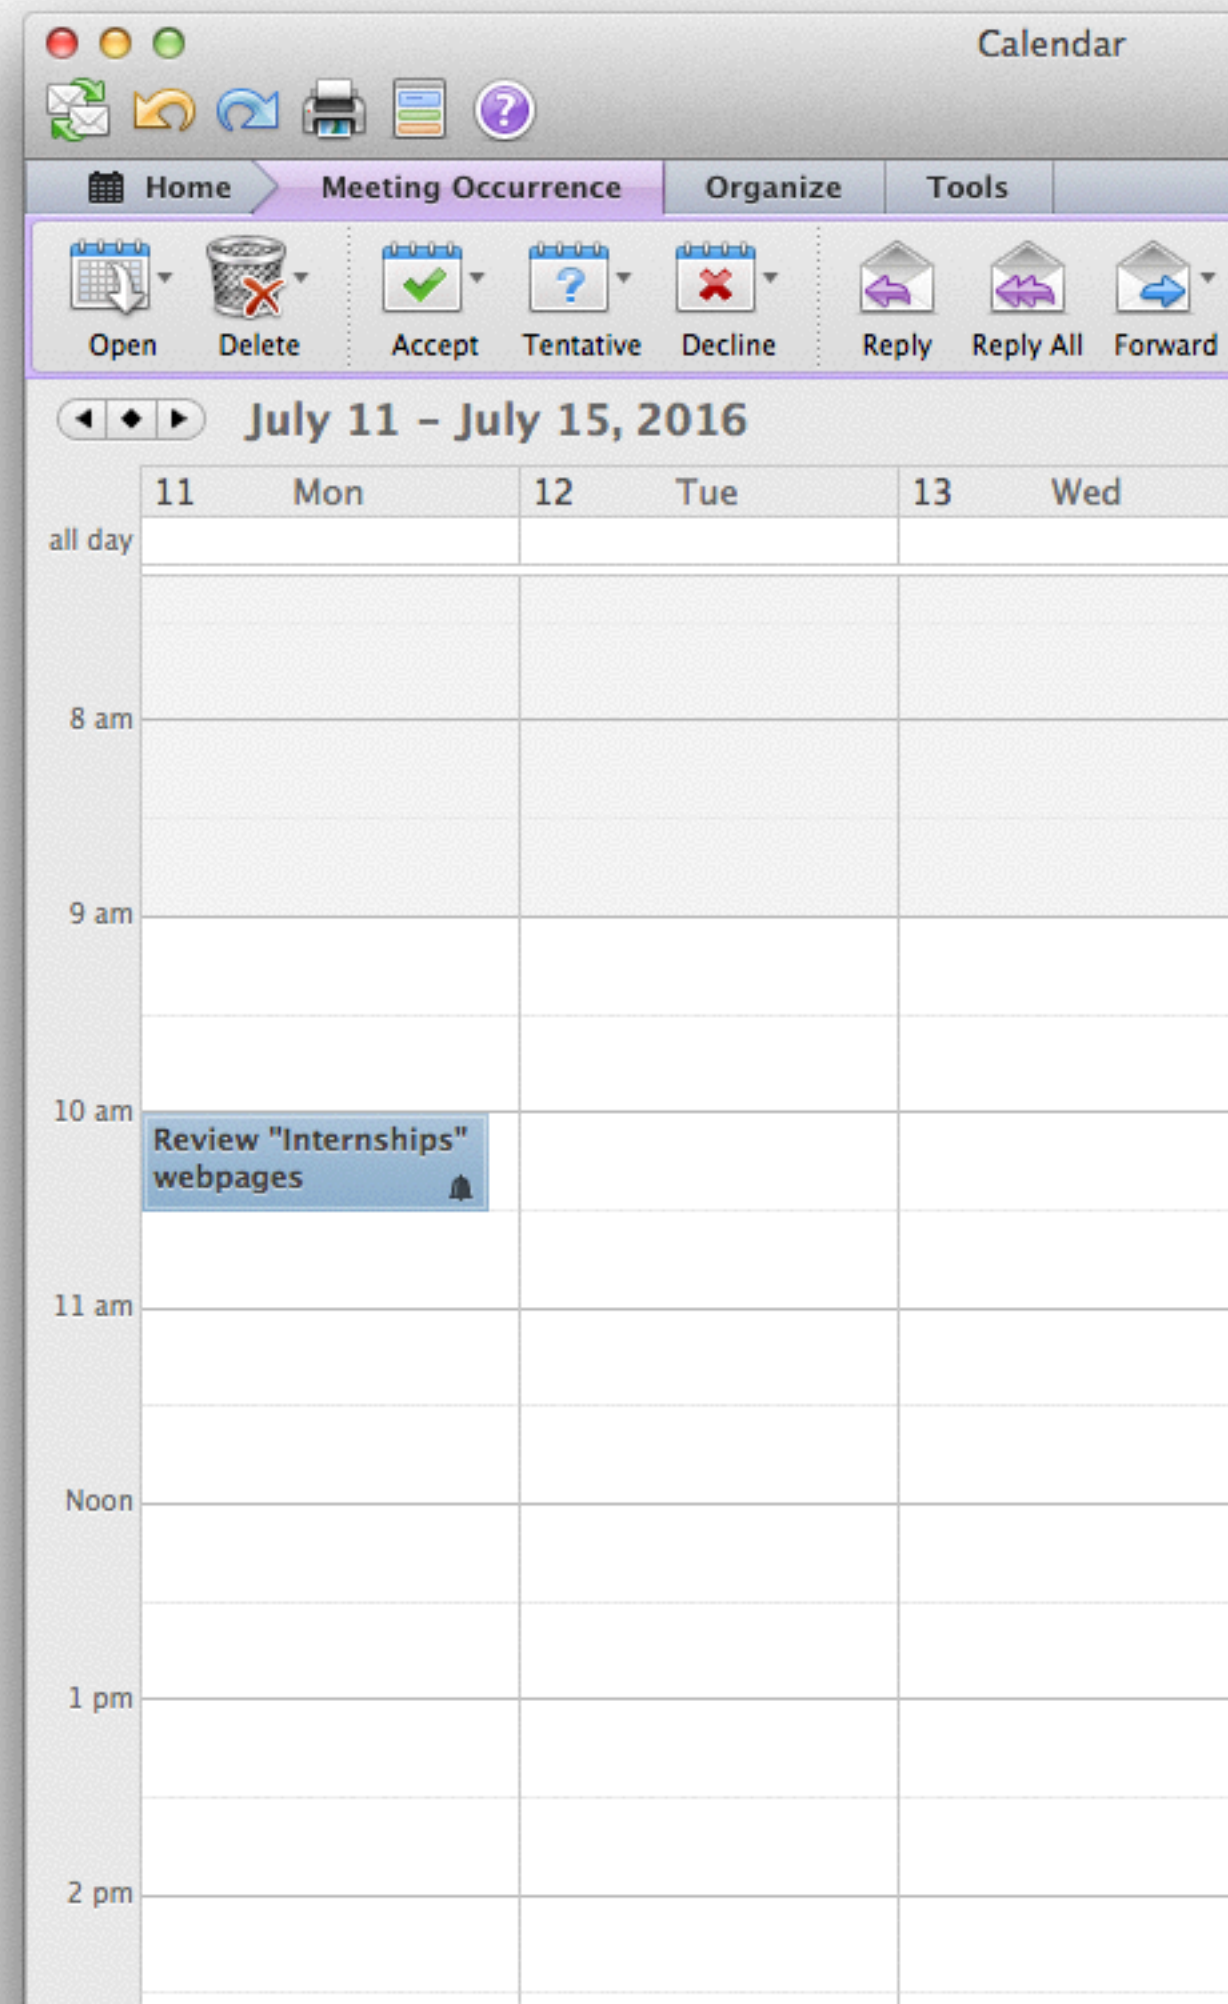 Calendar
Home Meeting Occurrence Organize Tools
Open Delete Accept Tentative Decline Reply Reply All Forward
July 11 – July 15, 2016
11 Mon 12 Tue 13 Wed
all day
8 am
9 am
10 am
Review "Internships"
webpages
11 am
Noon
1 pm
2 pm